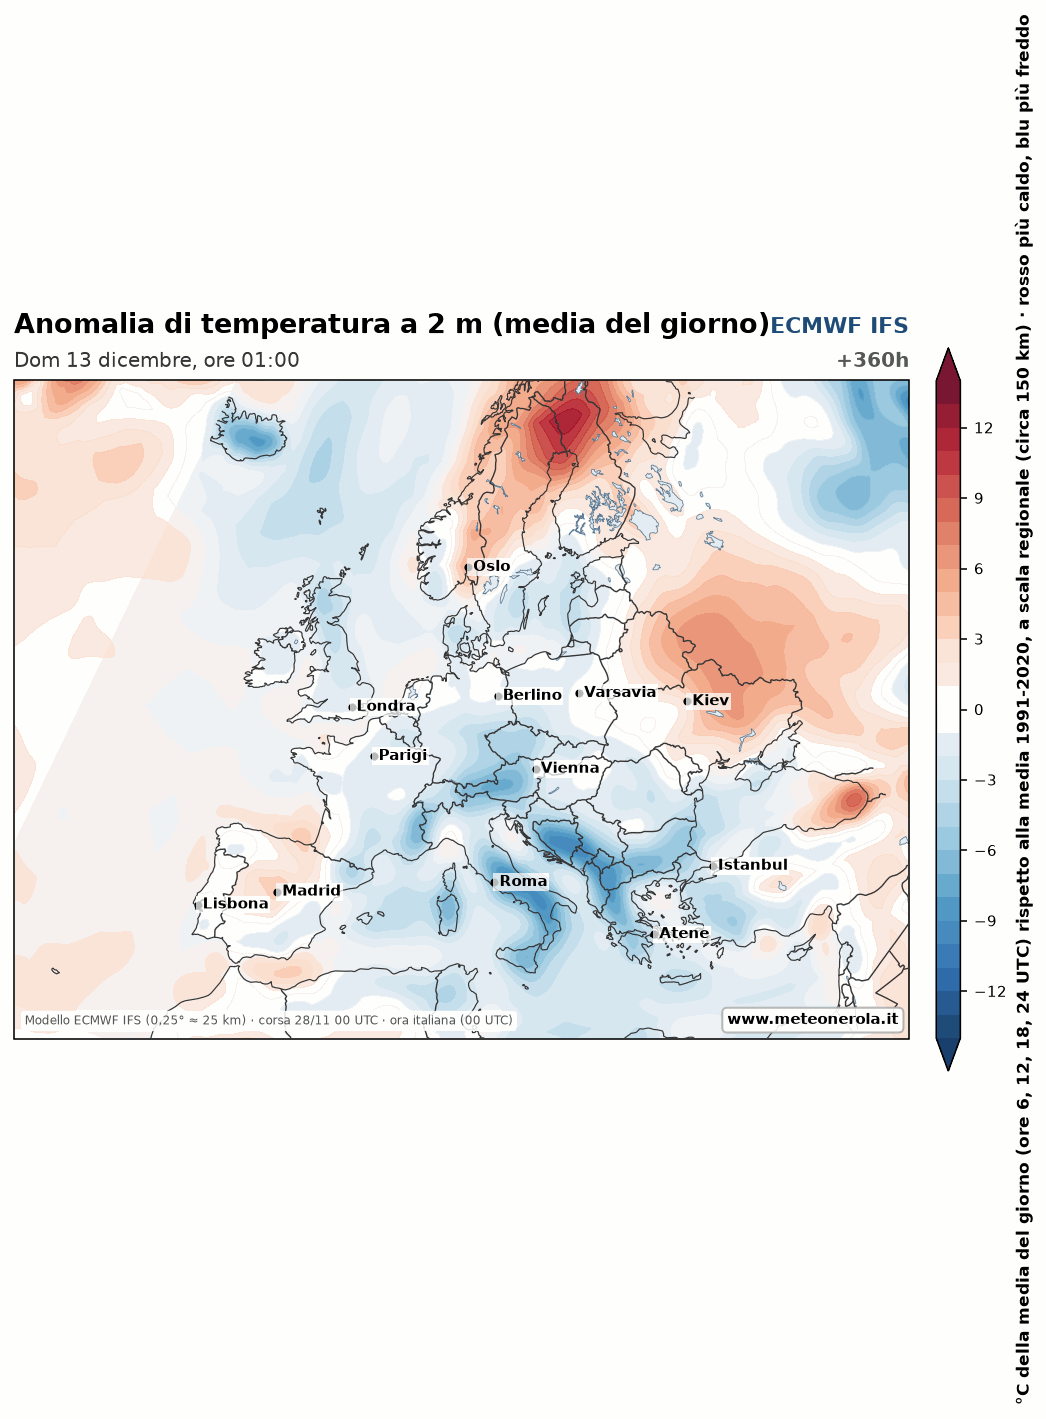 Anomalia di temperatura a 2 m (media del giorno)
ECMWF IFS
Dom 13 dicembre, ore 01:00
+360h
Oslo
Berlino
Varsavia
Kiev
Londra
Parigi
Vienna
Istanbul
Roma
Madrid
Lisbona
Atene
Modello ECMWF IFS (0,25° ≈ 25 km) · corsa 28/11 00 UTC · ora italiana (00 UTC)
www.meteonerola.it
12
9
6
3
0
−3
−6
−9
−12
°C della media del giorno (ore 6, 12, 18, 24 UTC) rispetto alla media 1991-2020, a scala regionale (circa 150 km) · rosso più caldo, blu più freddo